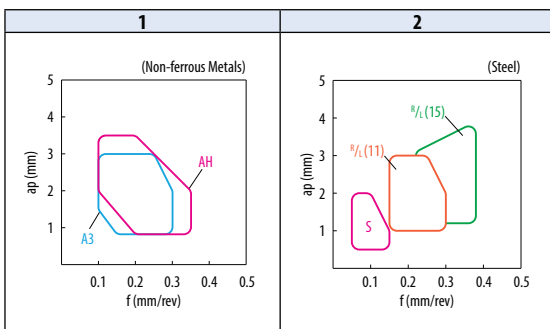 1
2
(Non-ferrous Metals)
5
4
3
2
1
ap (mm)
AH
A3
0.1 0.2 0.3 0.4 0.5
f (mm/rev)
(Steel)
5
4
3
2
1
ap (mm)
R/L (15)
R/L (11)
S
0.1 0.2 0.3 0.4 0.5
f (mm/rev)